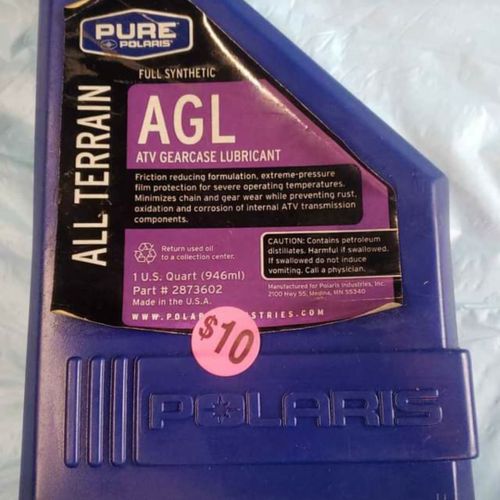 PURE
POLARIS®
FULL SYNTHETIC
ALL TERRAIN
AGL
ATV GEARCASE LUBRICANT
Friction reducing formulation, extreme-pressure
film protection for severe operating temperatures.
Minimizes chain and gear wear while preventing rust,
oxidation and corrosion of internal ATV transmission
components.
Return used oil
to a collection center.
CAUTION: Contains petroleum
distillates. Harmful if swallowed.
If swallowed do not induce
vomiting. Call a physician.
1 U.S. Quart (946ml)
Part # 2873602
Made in the U.S.A.
Manufactured for Polaris Industries, Inc.
2100 Hwy 55, Medina, MN 55340
WWW.POLA USTRIES.COM
$10
POLARIS